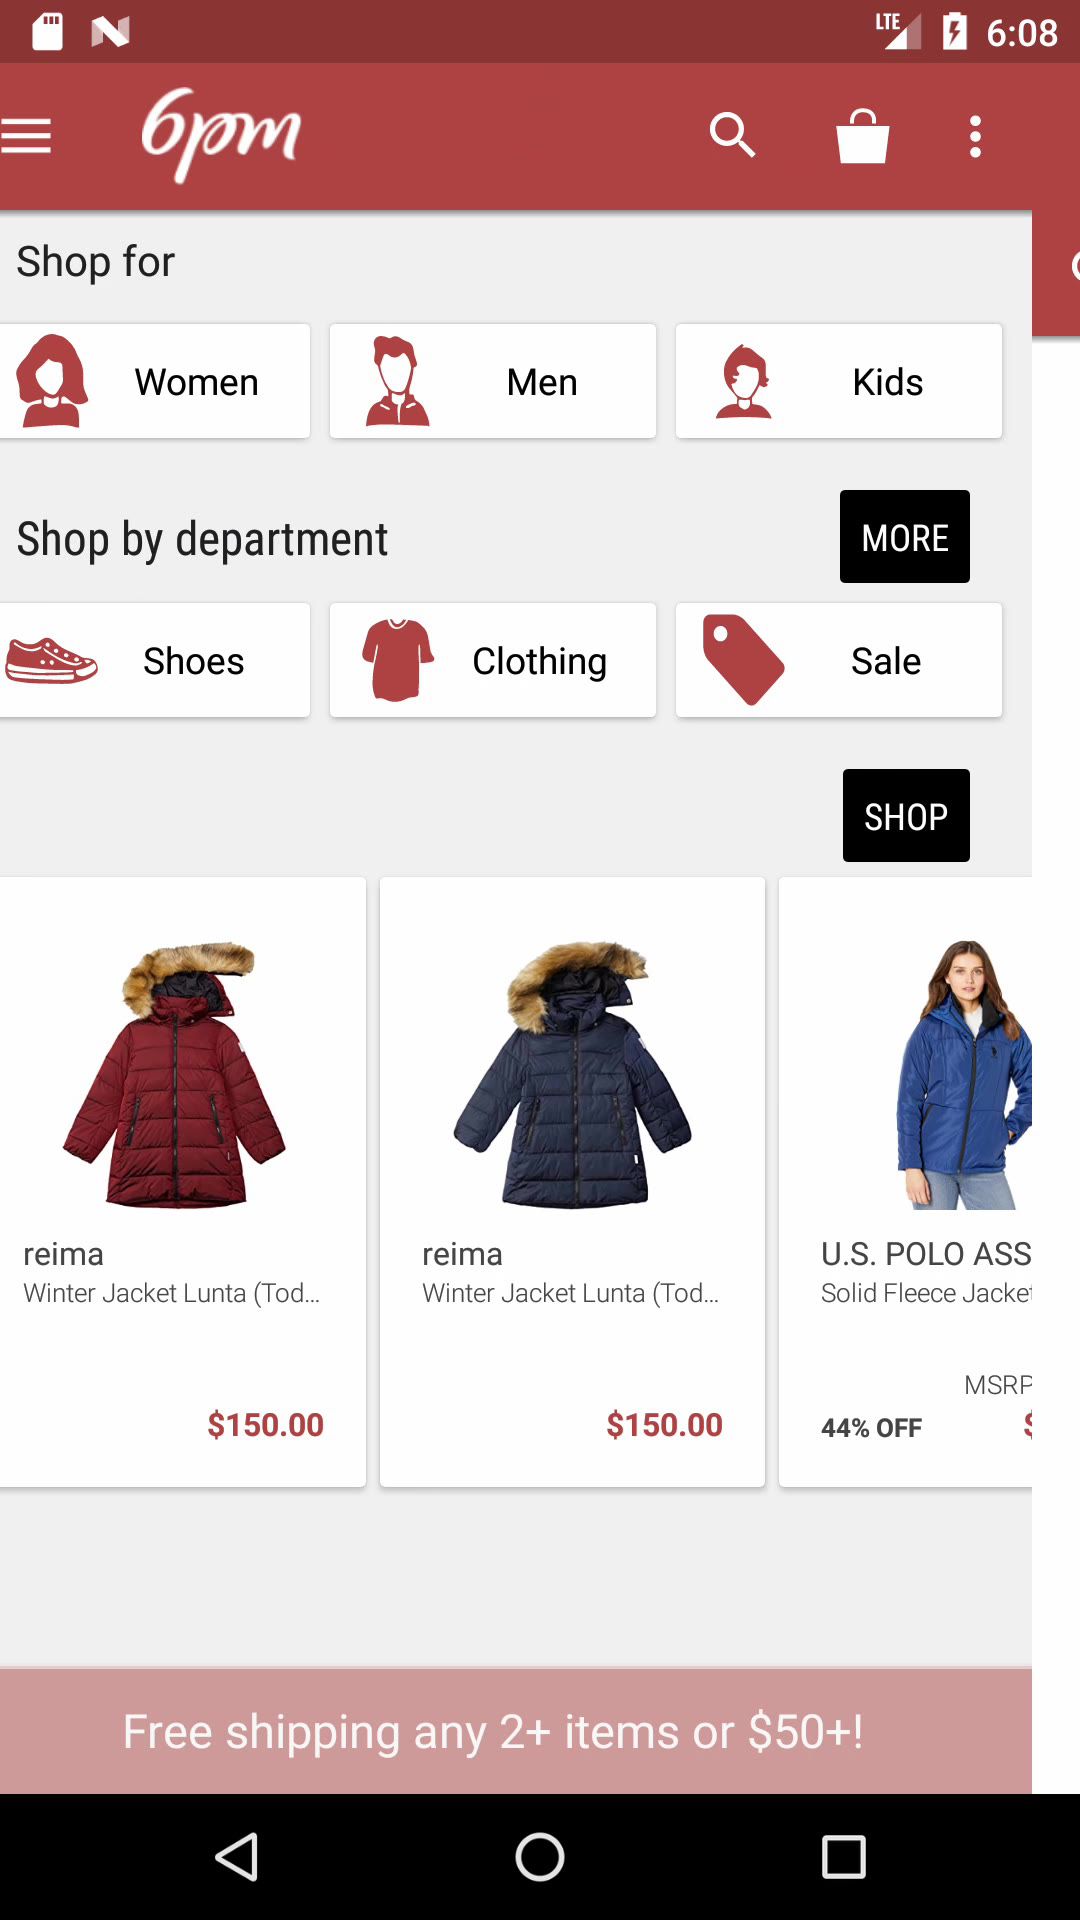 LTE 6:08
6pm
Shop for
Women Men Kids
Shop by department MORE
Shoes Clothing Sale
SHOP
reima reima U.S. POLO ASS
Winter Jacket Lunta (Tod... Winter Jacket Lunta (Tod... Solid Fleece Jacket
MSRP
$150.00 $150.00 44% OFF $
Free shipping any 2+ items or $50+!